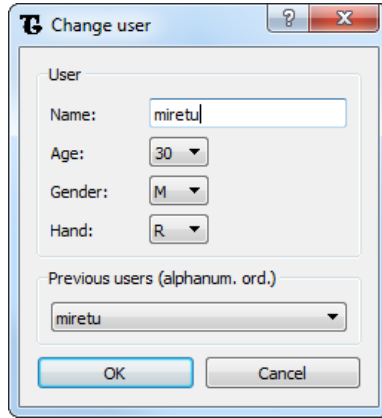 Change user
User
Name: miretu
Age: 30
Gender: M
Hand: R
Previous users (alphanum. ord.)
miretu
OK Cancel